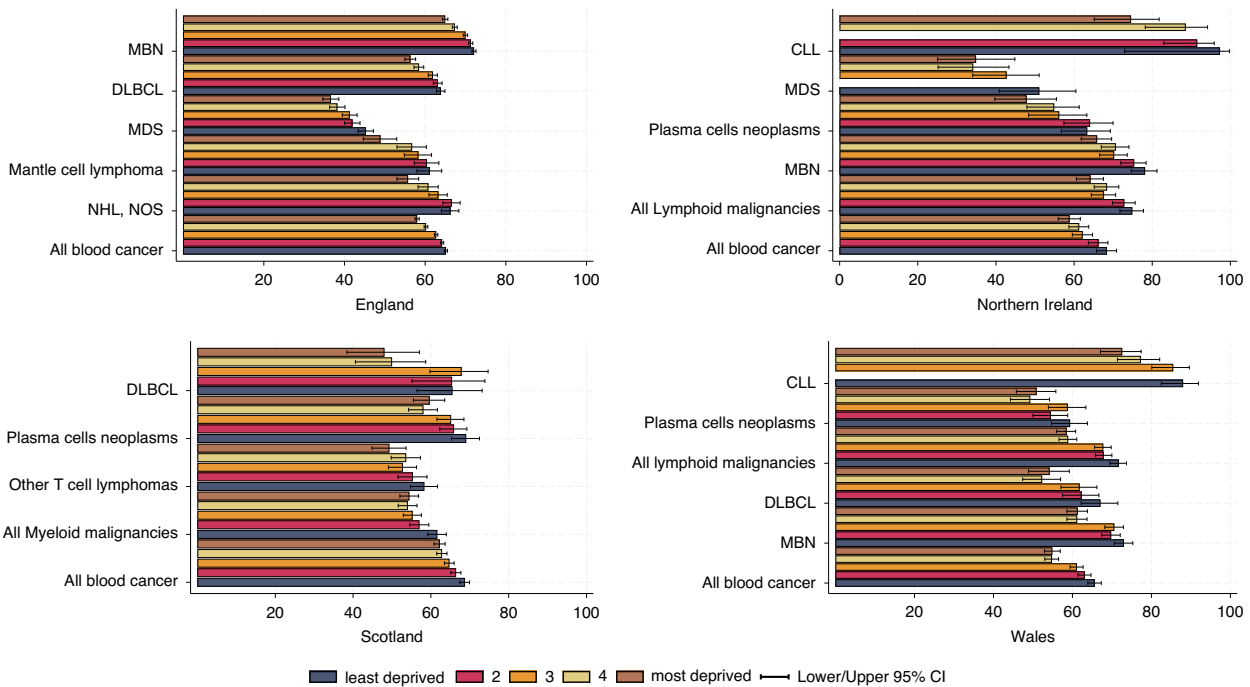 MBN
DLBCL
MDS
Mantle cell lymphoma
NHL, NOS
All blood cancer
20 40 60 80 100
England
CLL
MDS
Plasma cells neoplasms
MBN
All Lymphoid malignancies
All blood cancer
0 20 40 60 80 100
Northern Ireland
DLBCL
Plasma cells neoplasms
Other T cell lymphomas
All Myeloid malignancies
All blood cancer
20 40 60 80 100
Scotland
CLL
Plasma cells neoplasms
All lymphoid malignancies
DLBCL
MBN
All blood cancer
20 40 60 80 100
Wales
least deprived 2 3 4 most deprived Lower/Upper 95% CI